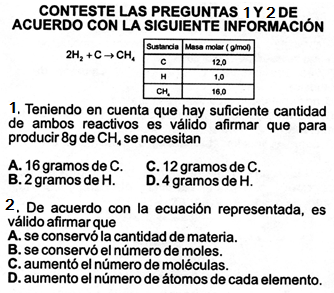 CONTESTE LAS PREGUNTAS 1 Y 2 DE
ACUERDO CON LA SIGUIENTE INFORMACIÓN
2H₂ + C → CH₄
Sustancia Masa molar ( g/mol)
C 12,0
H 1,0
CH₄ 16,0
1. Teniendo en cuenta que hay suficiente cantidad
de ambos reactivos es válido afirmar que para
producir 8g de CH₄ se necesitan
A. 16 gramos de C. C. 12 gramos de C.
B. 2 gramos de H. D. 4 gramos de H.
2. De acuerdo con la ecuación representada, es
válido afirmar que
A. se conservó la cantidad de materia.
B. se conservó el número de moles.
C. aumentó el número de moléculas.
D. aumento el número de átomos de cada elemento.